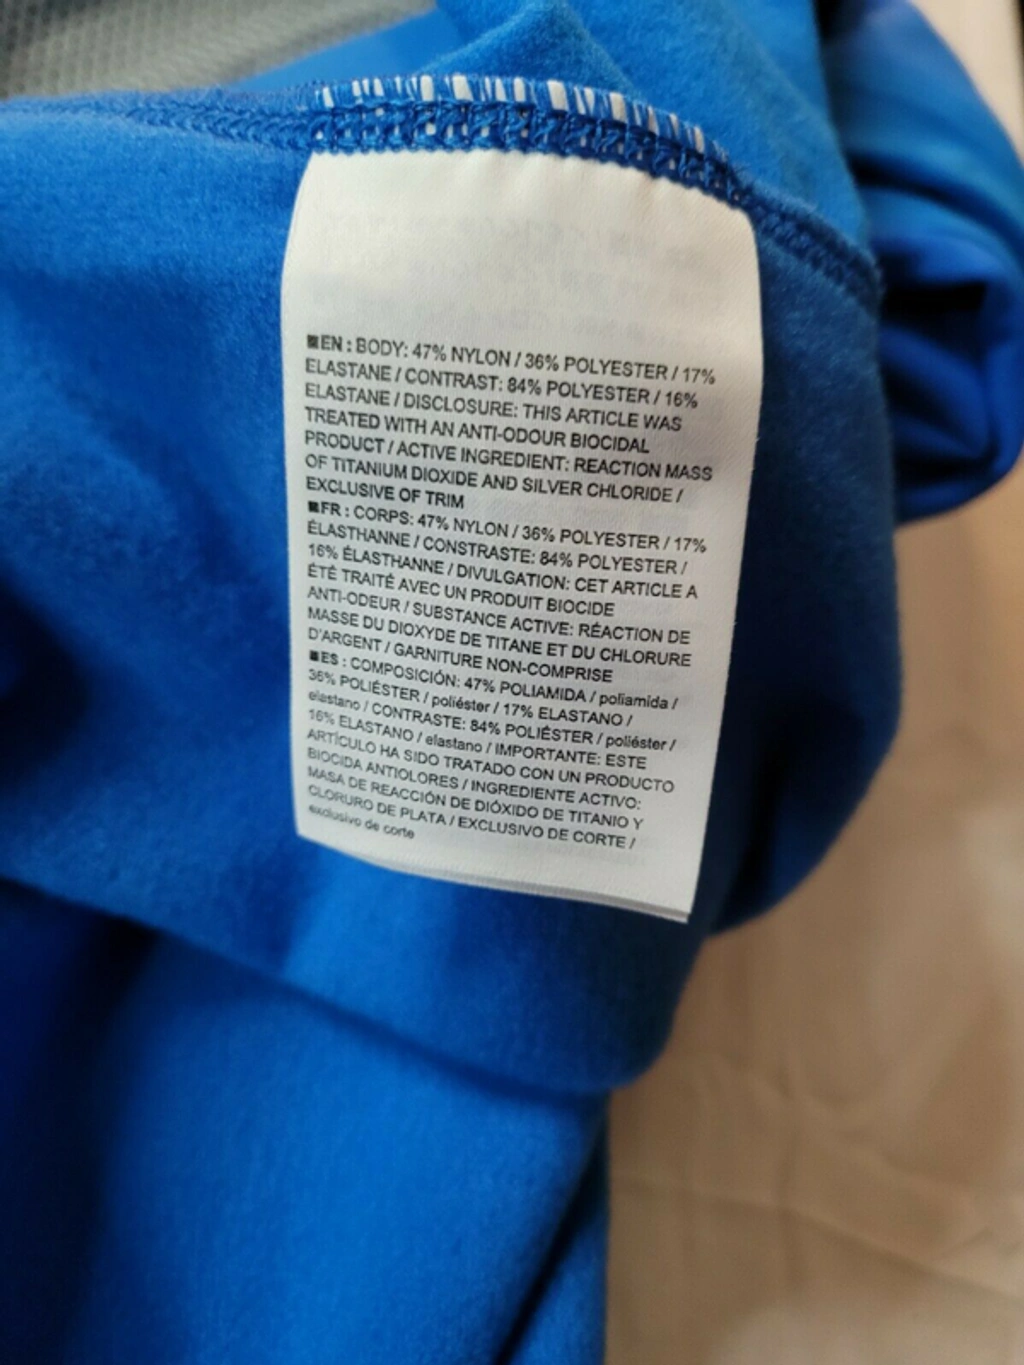 ■EN : BODY: 47% NYLON / 36% POLYESTER / 17%
ELASTANE / CONTRAST: 84% POLYESTER / 16%
ELASTANE / DISCLOSURE: THIS ARTICLE WAS
TREATED WITH AN ANTI-ODOUR BIOCIDAL
PRODUCT / ACTIVE INGREDIENT: REACTION MASS
OF TITANIUM DIOXIDE AND SILVER CHLORIDE /
EXCLUSIVE OF TRIM
■FR : CORPS: 47% NYLON / 36% POLYESTER / 17%
ÉLASTHANNE / CONSTRASTE: 84% POLYESTER /
16% ÉLASTHANNE / DIVULGATION: CET ARTICLE A
ÉTÉ TRAITÉ AVEC UN PRODUIT BIOCIDE
ANTI-ODEUR / SUBSTANCE ACTIVE: RÉACTION DE
MASSE DU DIOXYDE DE TITANE ET DU CHLORURE
D'ARGENT / GARNITURE NON-COMPRISE
■ES : COMPOSICIÓN: 47% POLIAMIDA / poliamida /
36% POLIÉSTER / poliéster / 17% ELASTANO /
elastano / CONTRASTE: 84% POLIÉSTER / poliéster /
16% ELASTANO / elastano / IMPORTANTE: ESTE
ARTÍCULO HA SIDO TRATADO CON UN PRODUCTO
BIOCIDA ANTIOLORES / INGREDIENTE ACTIVO:
MASA DE REACCIÓN DE DIÓXIDO DE TITANIO Y
CLORURO DE PLATA / EXCLUSIVO DE CORTE /
exclusivo de corte